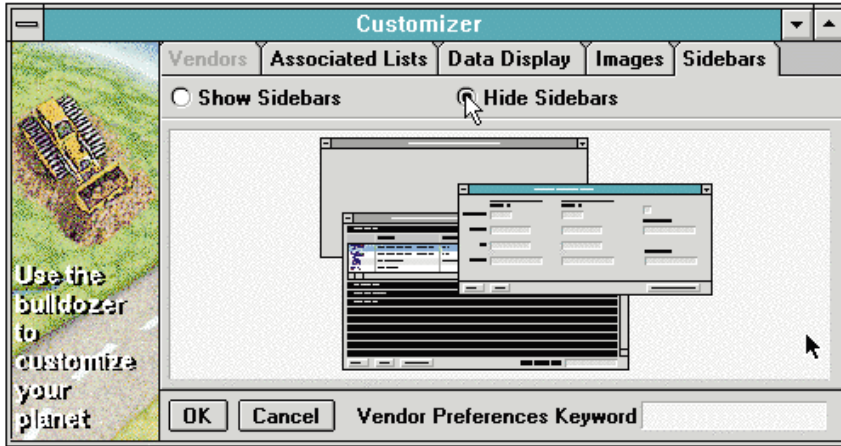 Customizer
Vendors Associated Lists Data Display Images Sidebars
Show Sidebars Hide Sidebars
Use the
bulldozer
to
customize
your
planet
OK Cancel Vendor Preferences Keyword